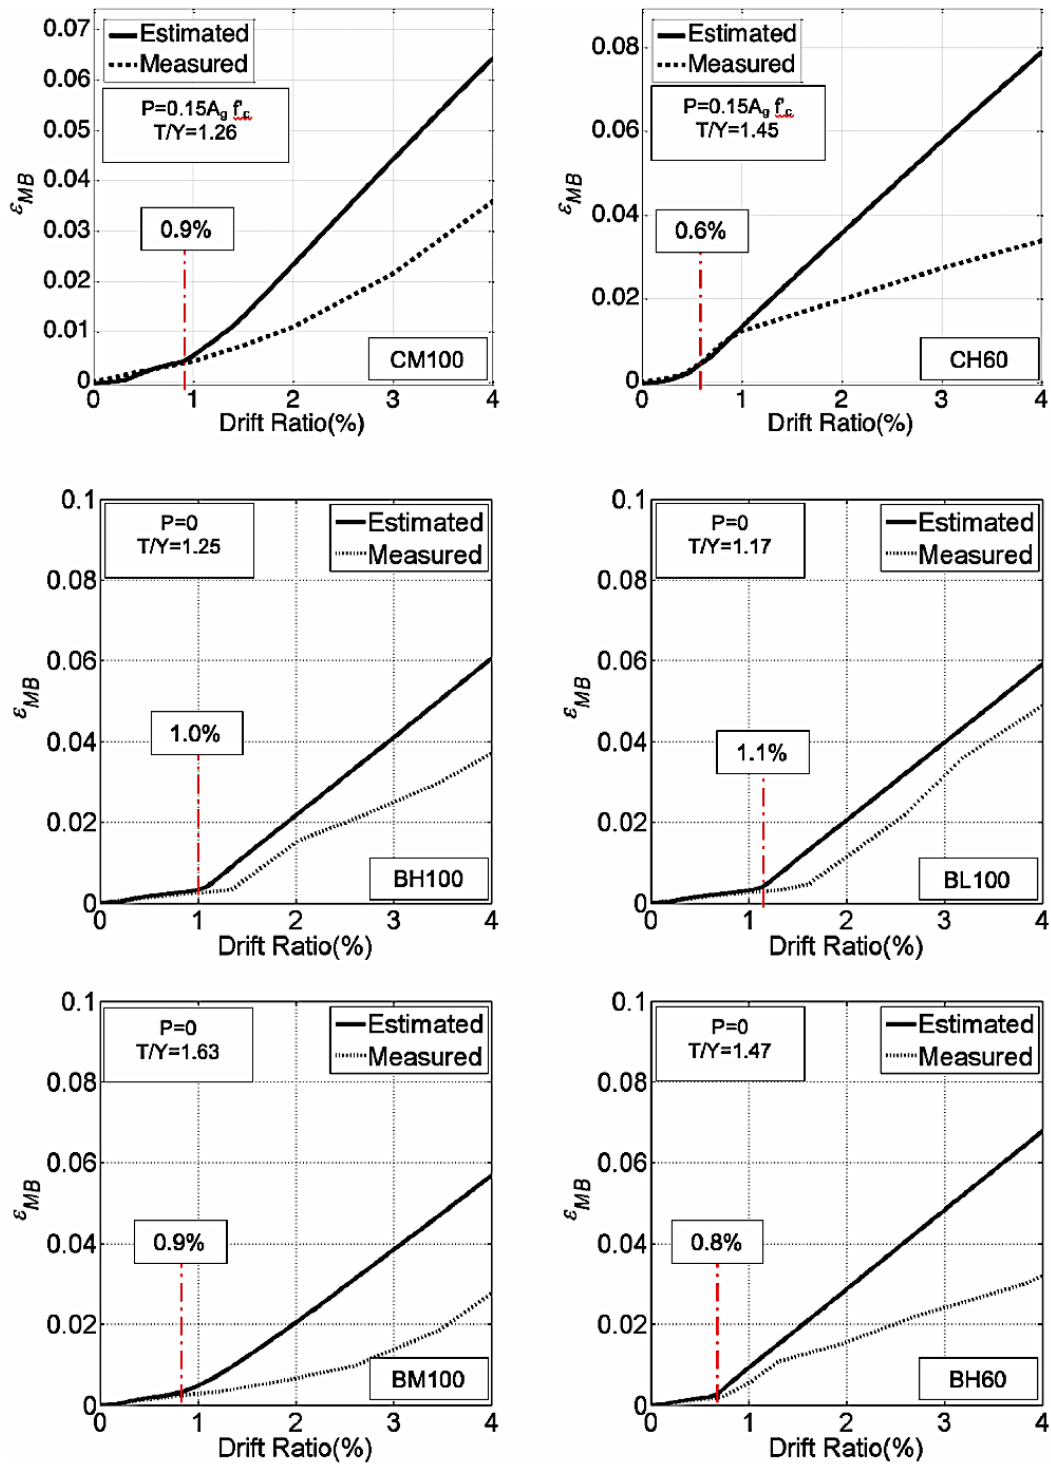 0.07
0.06
0.05
0.04
0.03
0.02
0.01
0
εMB
Estimated
Measured
P=0.15Ag f'c
T/Y=1.26
0.9%
CM100
0 1 2 3 4
Drift Ratio(%)
0.08
0.06
0.04
0.02
0
εMB
Estimated
Measured
P=0.15Ag f'c
T/Y=1.45
0.6%
CH60
0 1 2 3 4
Drift Ratio(%)
0.1
0.08
0.06
0.04
0.02
0
εMB
P=0
T/Y=1.25
Estimated
Measured
1.0%
BH100
0 1 2 3 4
Drift Ratio(%)
0.1
0.08
0.06
0.04
0.02
0
εMB
P=0
T/Y=1.17
Estimated
Measured
1.1%
BL100
0 1 2 3 4
Drift Ratio(%)
0.1
0.08
0.06
0.04
0.02
0
εMB
P=0
T/Y=1.63
Estimated
Measured
0.9%
BM100
0 1 2 3 4
Drift Ratio(%)
0.1
0.08
0.06
0.04
0.02
0
εMB
P=0
T/Y=1.47
Estimated
Measured
0.8%
BH60
0 1 2 3 4
Drift Ratio(%)